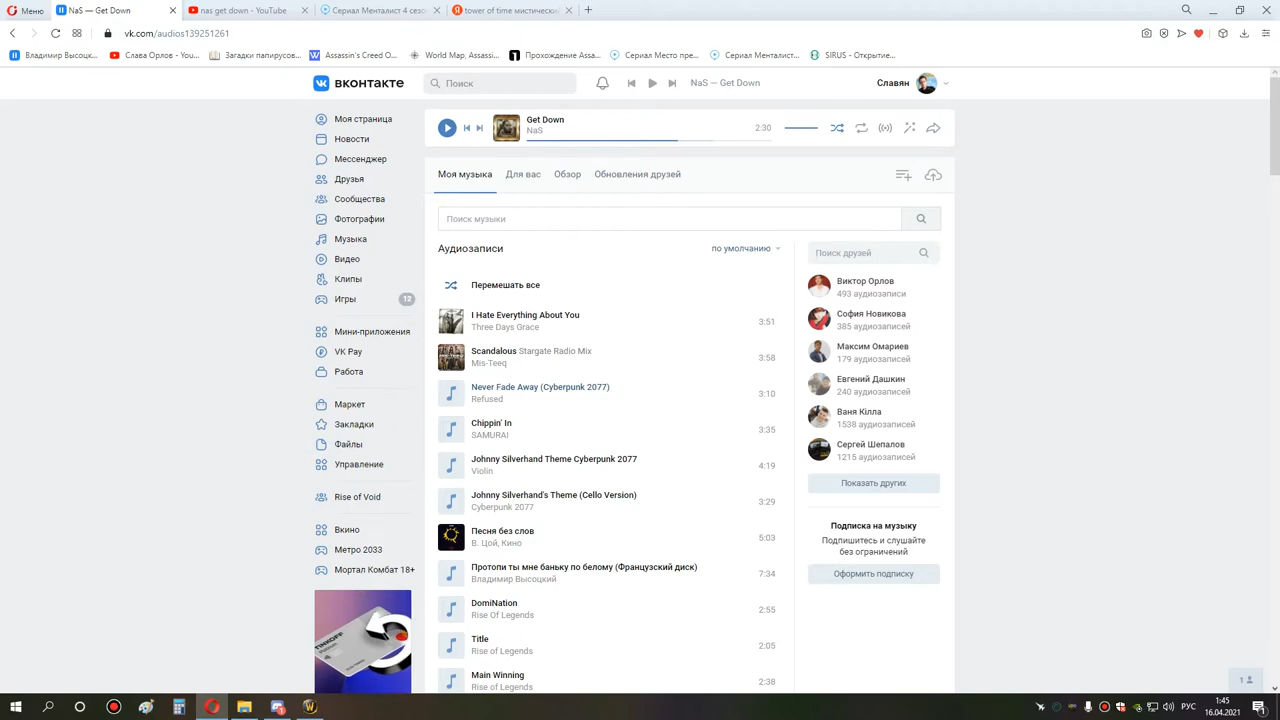 Меню
NaS — Get Down
nas get down - YouTube
Сериал Менталист 4 сезо
tower of time мистический
vk.com/audios139251261
Владимир Высоцк...
Слава Орлов - You...
Загадки папирусов...
Assassin's Creed O...
World Map, Assassi...
Прохождение Assa...
Сериал Место прес...
Сериал Менталист...
SIRUS - Открытие...
вконтакте
Поиск
NaS — Get Down
Славян
Get Down
NaS
2:30
Моя страница
Новости
Мессенджер
Друзья
Сообщества
Фотографии
Музыка
Видео
Клипы
Игры
12
Мини-приложения
VK Pay
Работа
Маркет
Закладки
Файлы
Управление
Rise of Void
Вкино
Метро 2033
Мортал Комбат 18+
TINKOFF
Моя музыка
Для вас
Обзор
Обновления друзей
Поиск музыки
Аудиозаписи
по умолчанию
Перемешать все
I Hate Everything About You
Three Days Grace
3:51
Scandalous Stargate Radio Mix
Mis-Teeq
3:58
Never Fade Away (Cyberpunk 2077)
Refused
3:10
Chippin' In
SAMURAI
3:35
Johnny Silverhand Theme Cyberpunk 2077
Violin
4:19
Johnny Silverhand's Theme (Cello Version)
Cyberpunk 2077
3:29
Песня без слов
В. Цой, Кино
5:03
Протопи ты мне баньку по белому (Французский диск)
Владимир Высоцкий
7:34
DomiNation
Rise Of Legends
2:55
Title
Rise of Legends
2:05
Main Winning
Rise of Legends
2:38
Поиск друзей
Виктор Орлов
493 аудиозаписи
София Новикова
385 аудиозаписей
Максим Омариев
179 аудиозаписей
Евгений Дашкин
240 аудиозаписей
Ваня Кілла
1538 аудиозаписей
Сергей Шепалов
1215 аудиозаписей
Показать других
Подписка на музыку
Подпишитесь и слушайте
без ограничений
Оформить подписку
1
РУС
1:45
16.04.2021